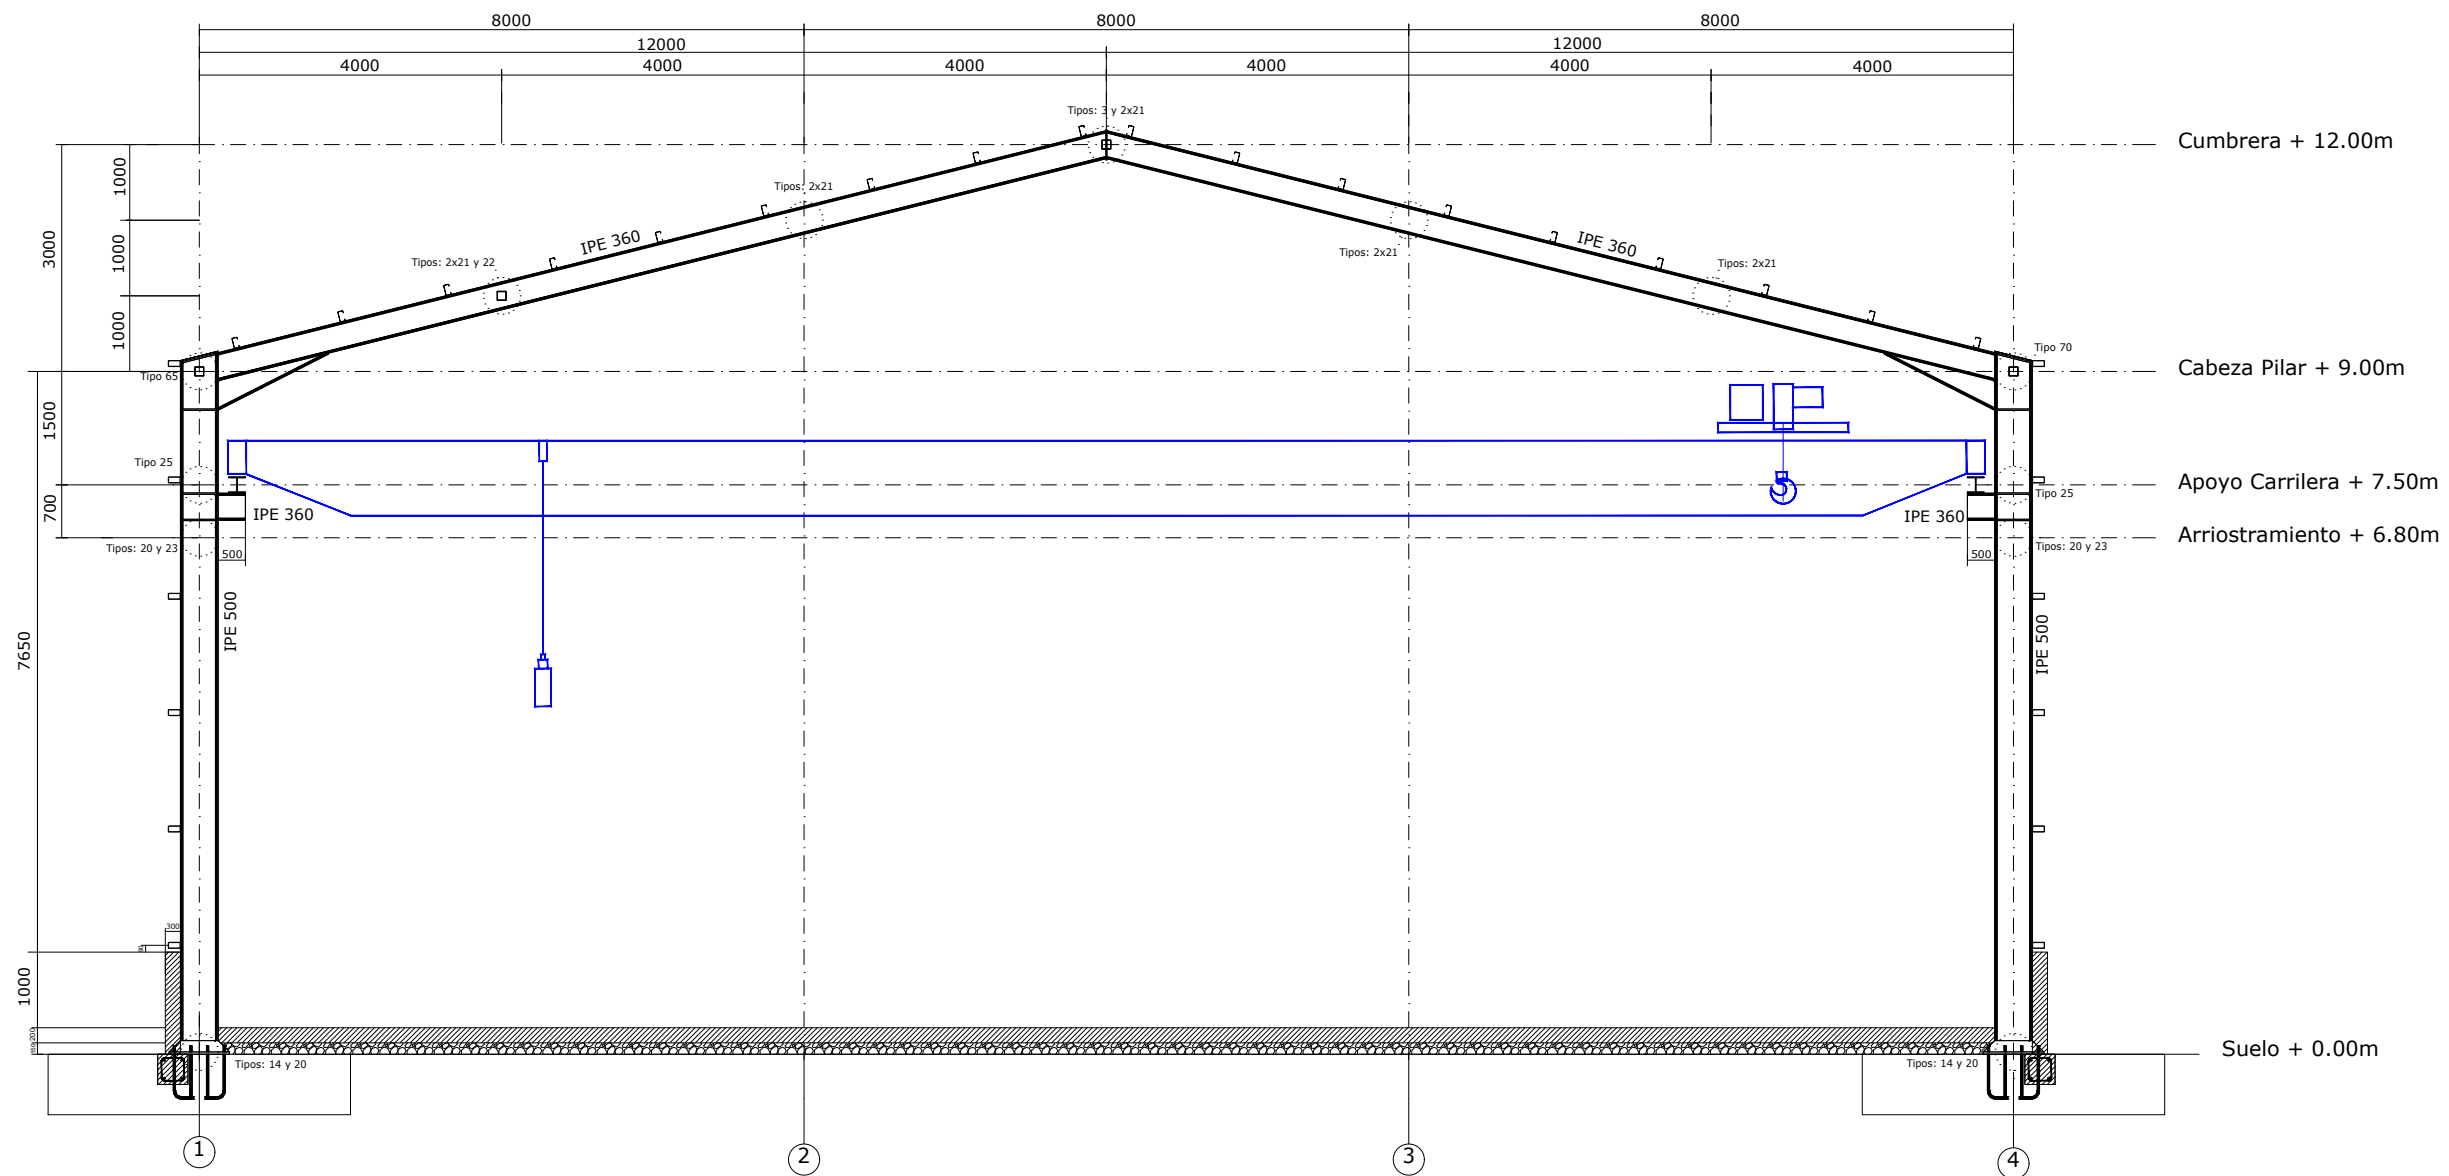 8000 8000 8000
12000 12000
4000 4000 4000 4000 4000 4000
Tipos: 3 y 2x21
Cumbrera + 12.00m
1000
Tipos: 2x21
3000
1000
IPE 360
IPE 360
Tipos: 2x21
Tipos: 2x21 y 22
Tipos: 2x21
1000
Tipo 70
Tipo 65
Cabeza Pilar + 9.00m
1500
Tipo 25
Apoyo Carrilera + 7.50m
Tipo 25
700
IPE 360
IPE 360
Arriostramiento + 6.80m
Tipos: 20 y 23
Tipos: 20 y 23
500
500
IPE 500
IPE 500
7650
300
1000
200
Suelo + 0.00m
Tipos: 14 y 20
Tipos: 14 y 20
1 2 3 4